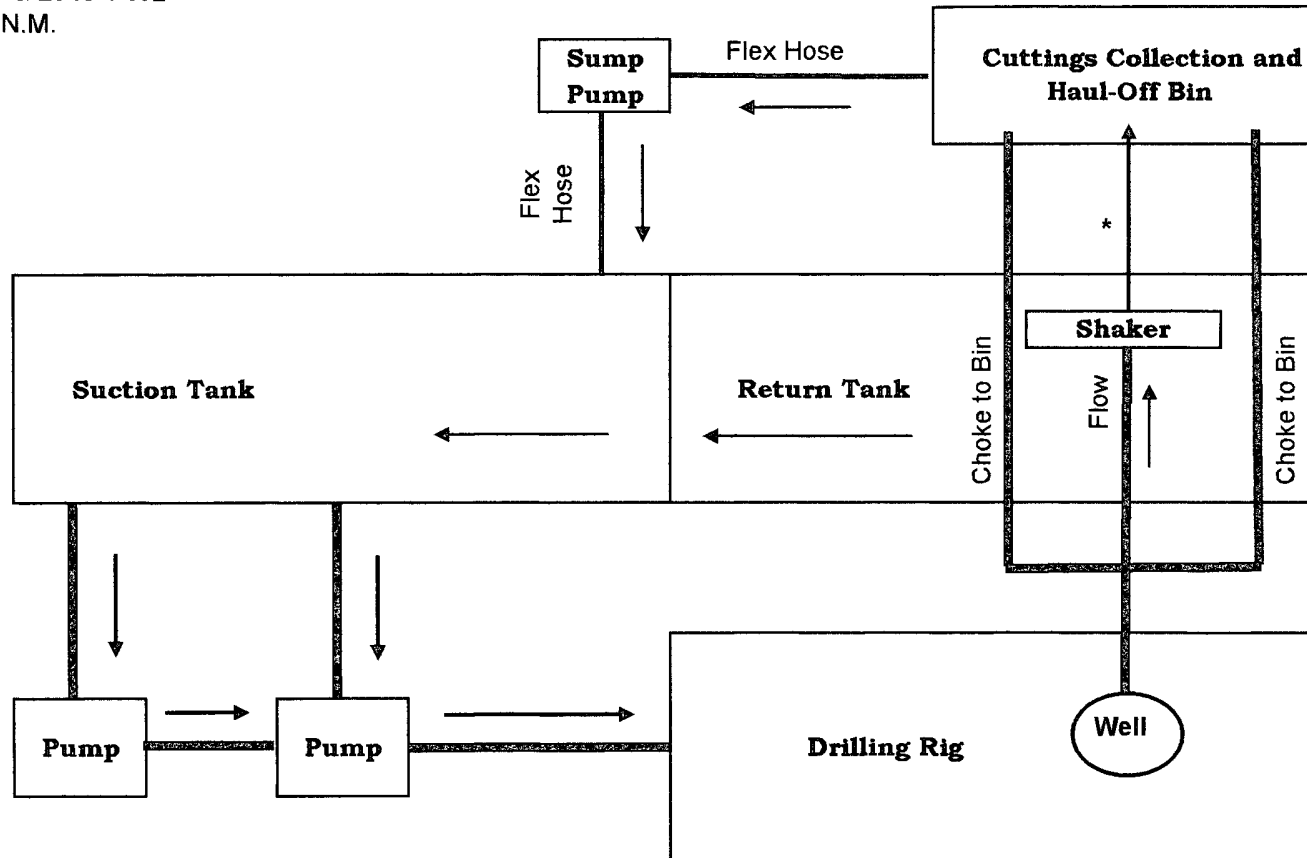 N.M.
Sump
Pump
Flex Hose
Cuttings Collection and
Haul-Off Bin
Flex
Hose
*
Shaker
Suction Tank
Return Tank
Choke to Bin
Flow
Choke to Bin
Pump
Pump
Drilling Rig
Well